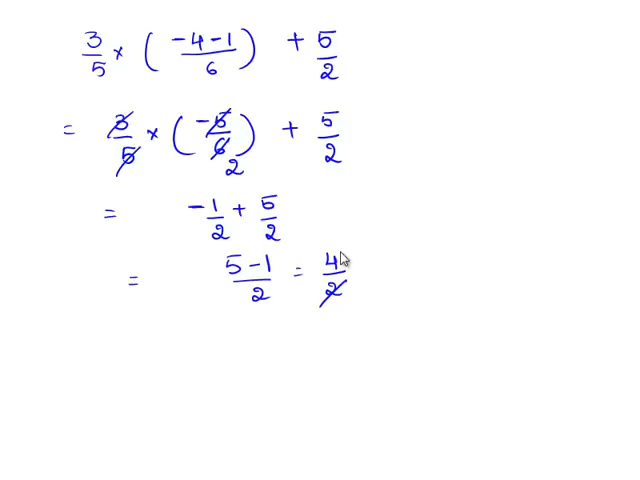 3/5 × ( (-4-1)/6 ) + 5/2
= 3/5 × ( -5/6 2 ) + 5/2
= -1/2 + 5/2
= (5-1)/2 = 4/2